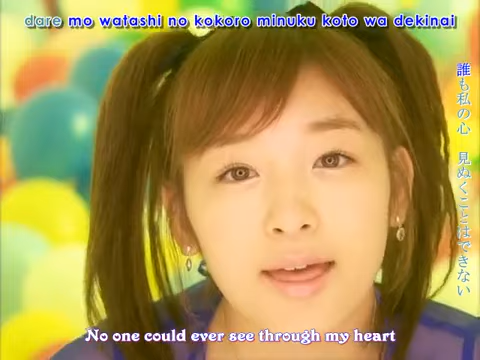 dare mo watashi no kokoro minuku koto wa dekinai
誰も私の心　見ぬくことはできない
No one could ever see through my heart